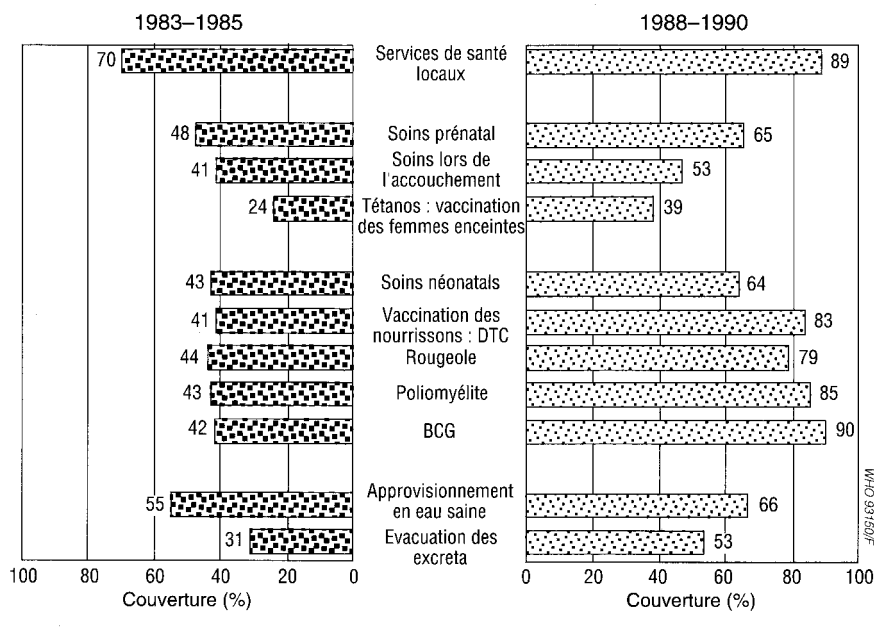 1983–1985
1988–1990
70
Services de santé
locaux
89
48
Soins prénatal
65
41
Soins lors de
l'accouchement
53
24
Tétanos : vaccination
des femmes enceintes
39
43
Soins néonatals
64
41
Vaccination des
nourrissons : DTC
83
44
Rougeole
79
43
Poliomyélite
85
42
BCG
90
55
Approvisionnement
en eau saine
66
31
Evacuation des
excreta
53
100 80 60 40 20 0
0 20 40 60 80 100
Couverture (%)
Couverture (%)
WHO 93150/F